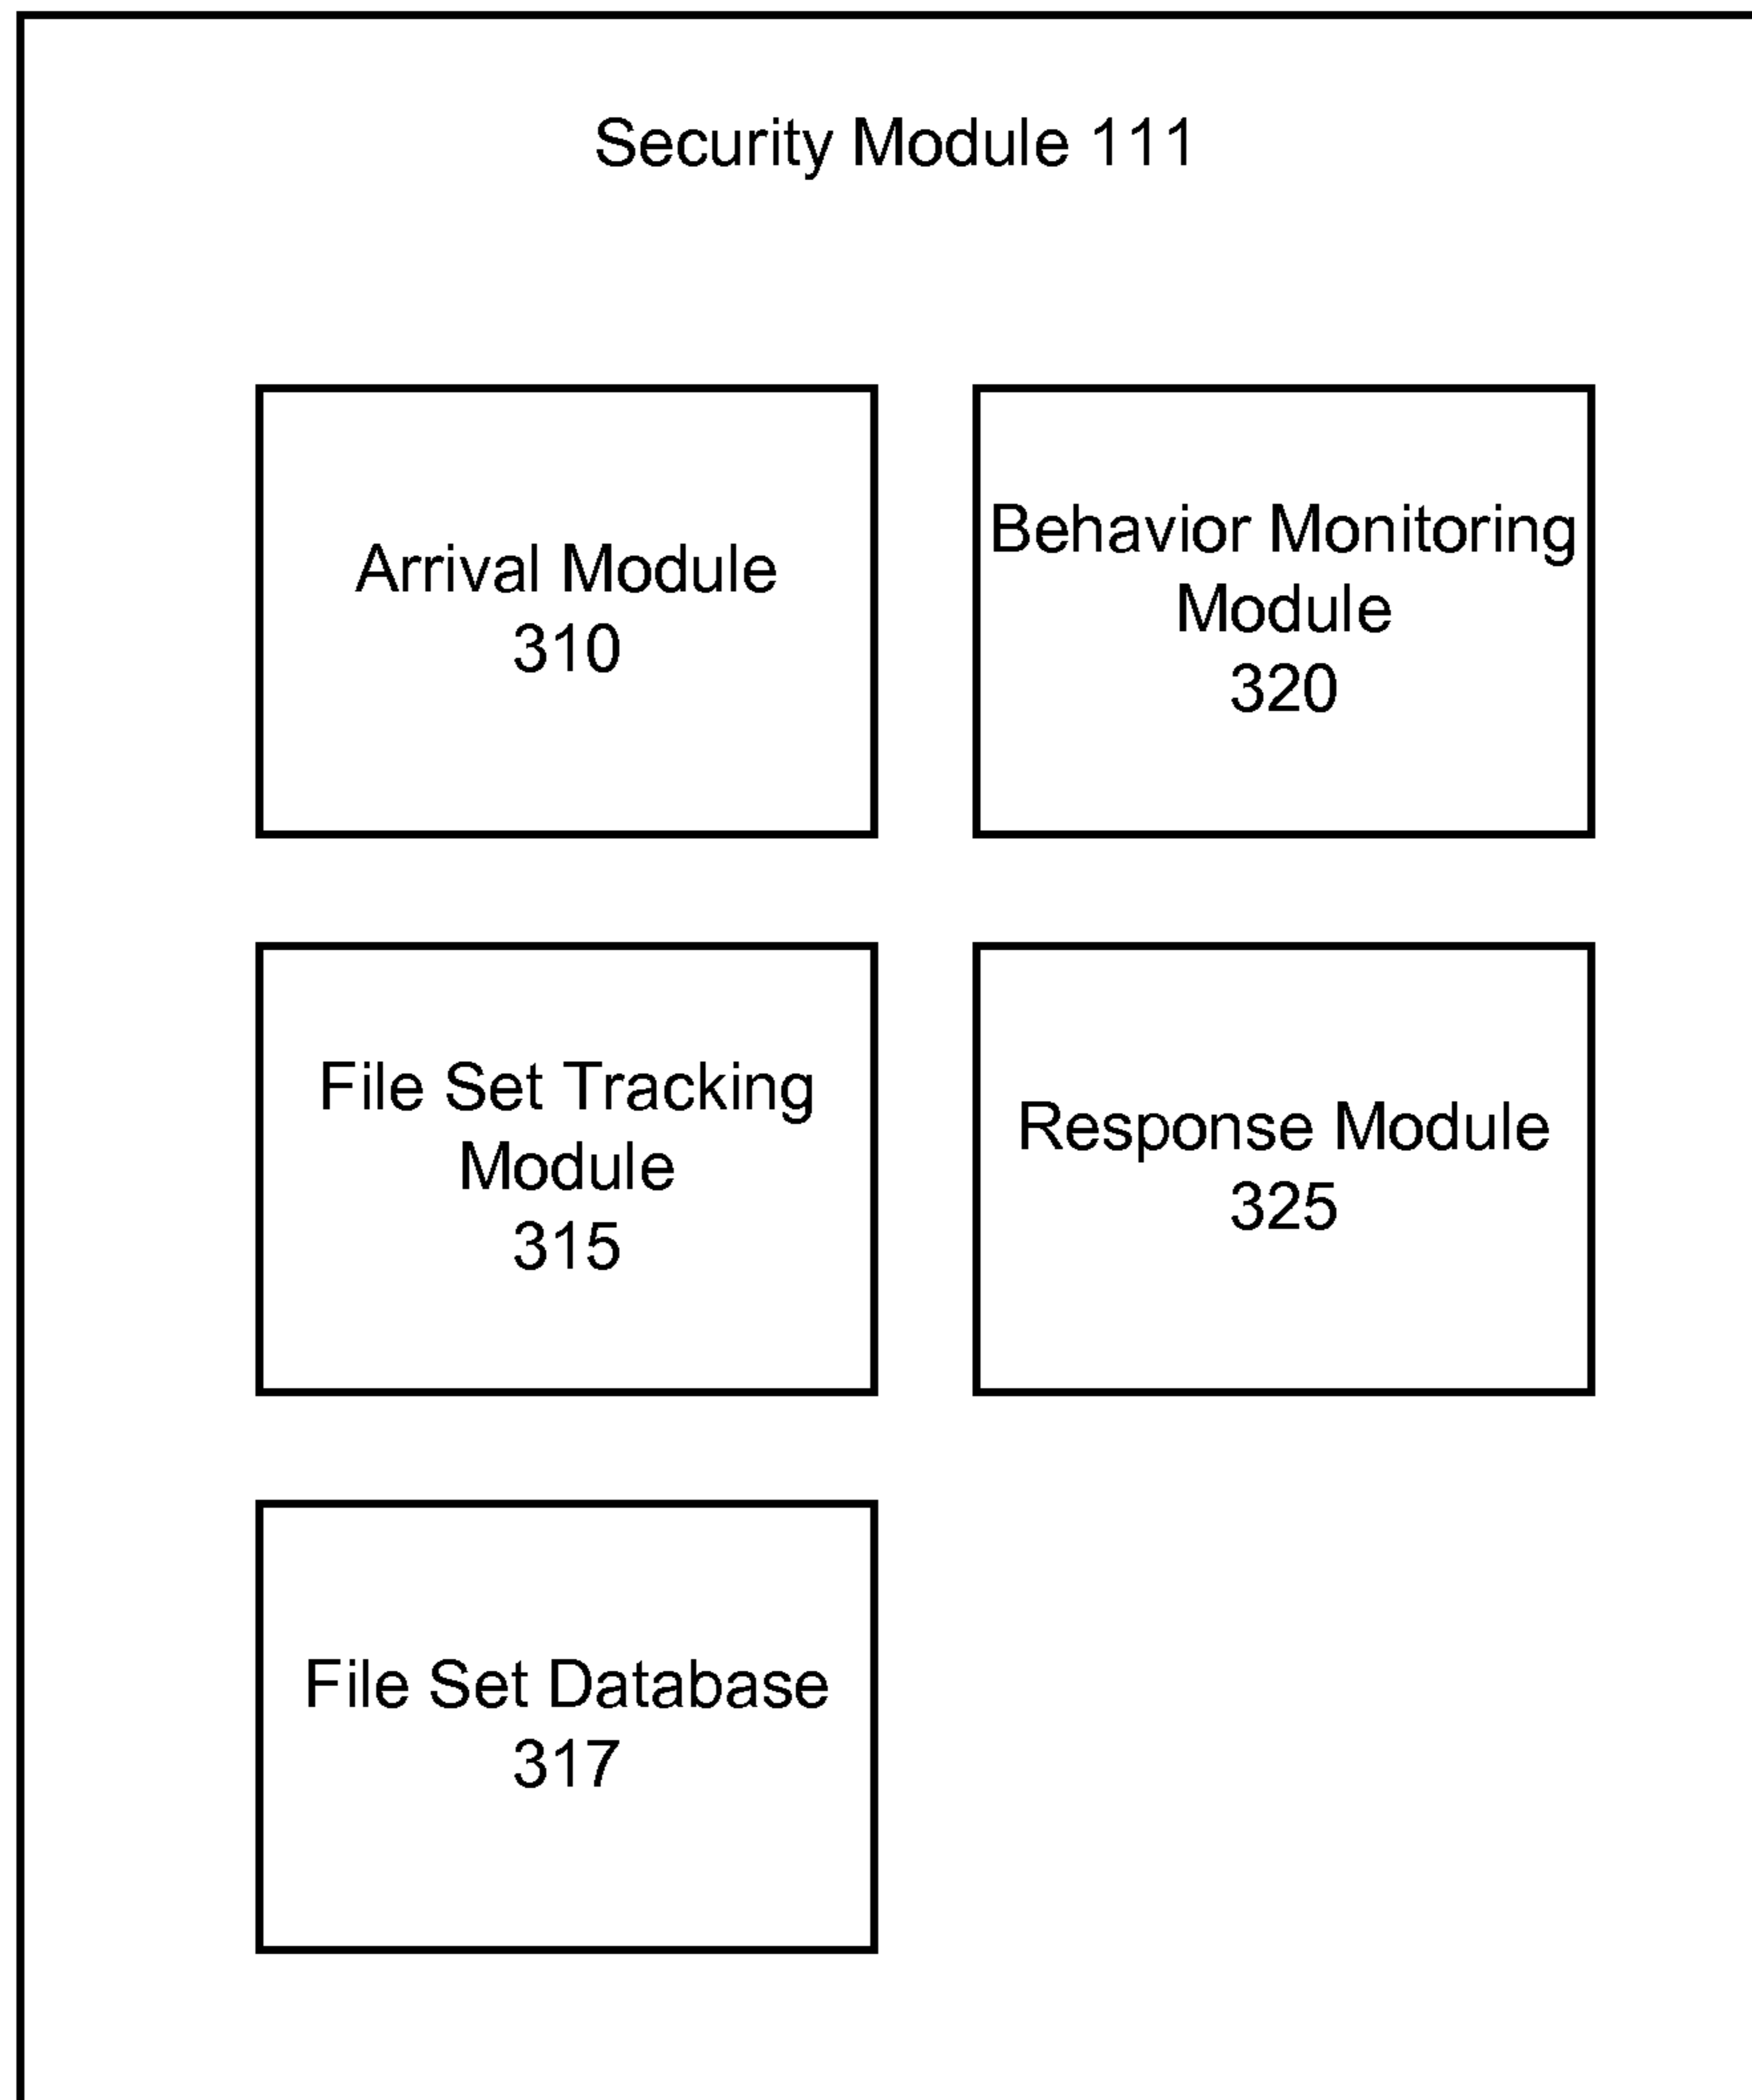 Security Module 111
Arrival Module
310
Behavior Monitoring
Module
320
File Set Tracking
Module
315
Response Module
325
File Set Database
317